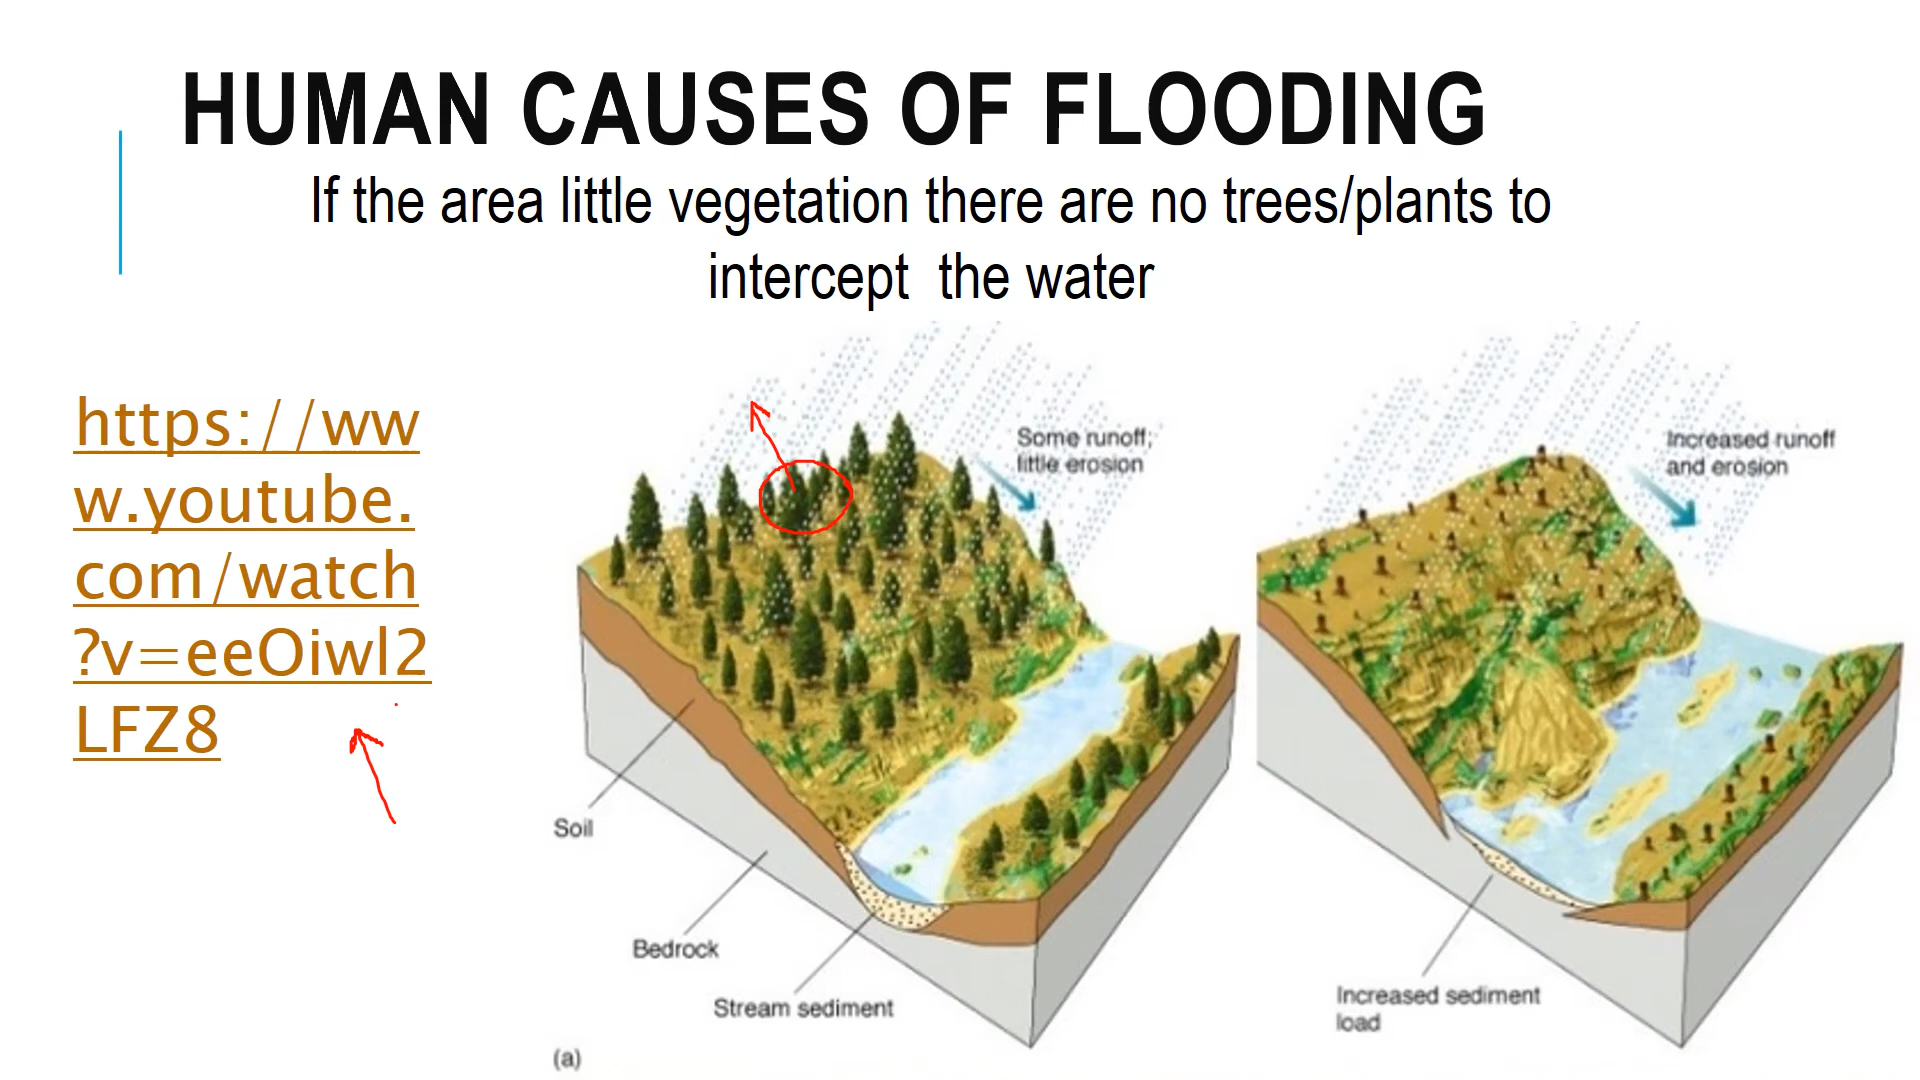 HUMAN CAUSES OF FLOODING
If the area little vegetation there are no trees/plants to
intercept  the water
https://ww
w.youtube.
com/watch
?v=eeOiwl2
LFZ8
Some runoff;
little erosion
Soil
Bedrock
Stream sediment
(a)
Increased runoff
and erosion
Increased sediment
load